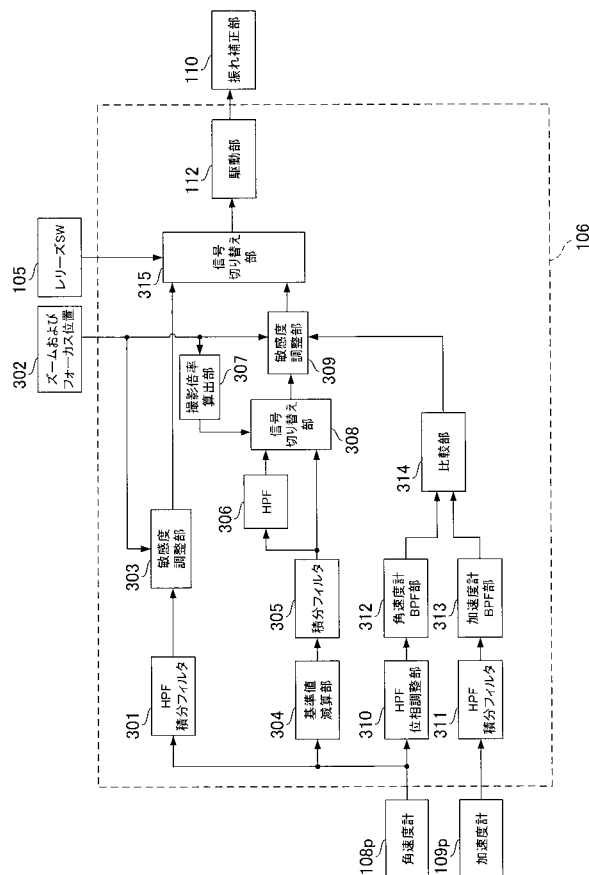 105
レリーズSW
302
ズームおよび
フォーカス位置
110
振れ補正部
112
駆動部
315
信号
切り替え
部
307
撮影倍率
算出部
309
敏感度
調整部
303
敏感度
調整部
308
信号
切り替え
部
306
HPF
301
HPF
積分フィルタ
304
基準値
減算部
305
積分フィルタ
310
HPF
位相調整部
312
角速度計
BPF部
311
HPF
積分フィルタ
313
加速度計
BPF部
314
比較部
108p
角速度計
109p
加速度計
106